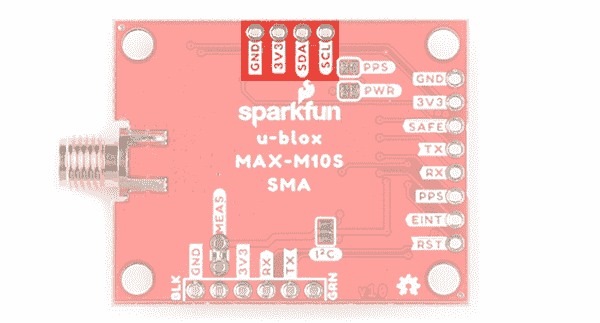 GND 3V3 SDA SCL
PPS
PWR
sparkfun
u-blox
MAX-M10S
SMA
GND
3V3
SAFE
TX
RX
PPS
EINT
RST
MEAS
I²C
GND 3V3 RX TX
BLK GRN
v10